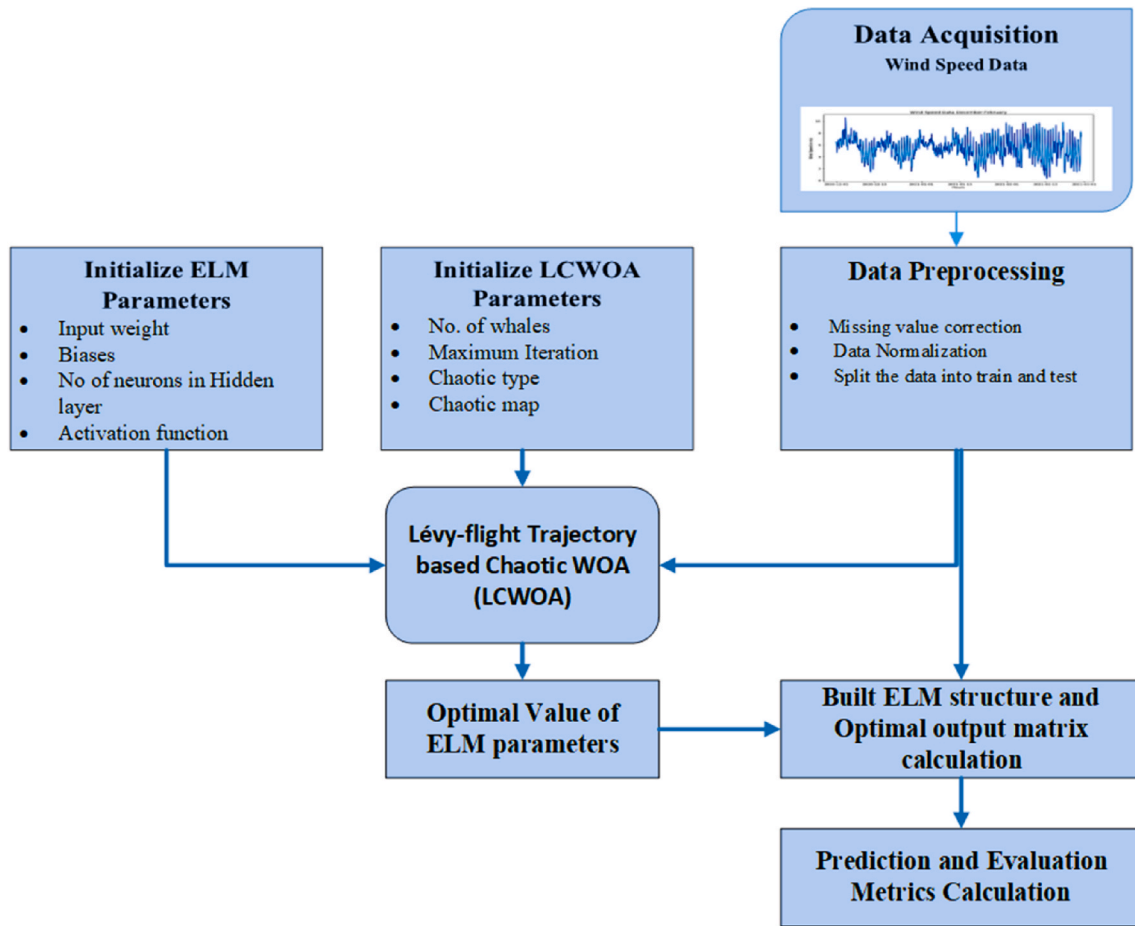 Data Acquisition
Wind Speed Data
Initialize ELM
Parameters
• Input weight
• Biases
• No of neurons in Hidden
layer
• Activation function
Initialize LCWOA
Parameters
• No. of whales
• Maximum Iteration
• Chaotic type
• Chaotic map
Data Preprocessing
• Missing value correction
• Data Normalization
• Split the data into train and test
Lévy-flight Trajectory
based Chaotic WOA
(LCWOA)
Optimal Value of
ELM parameters
Built ELM structure and
Optimal output matrix
calculation
Prediction and Evaluation
Metrics Calculation